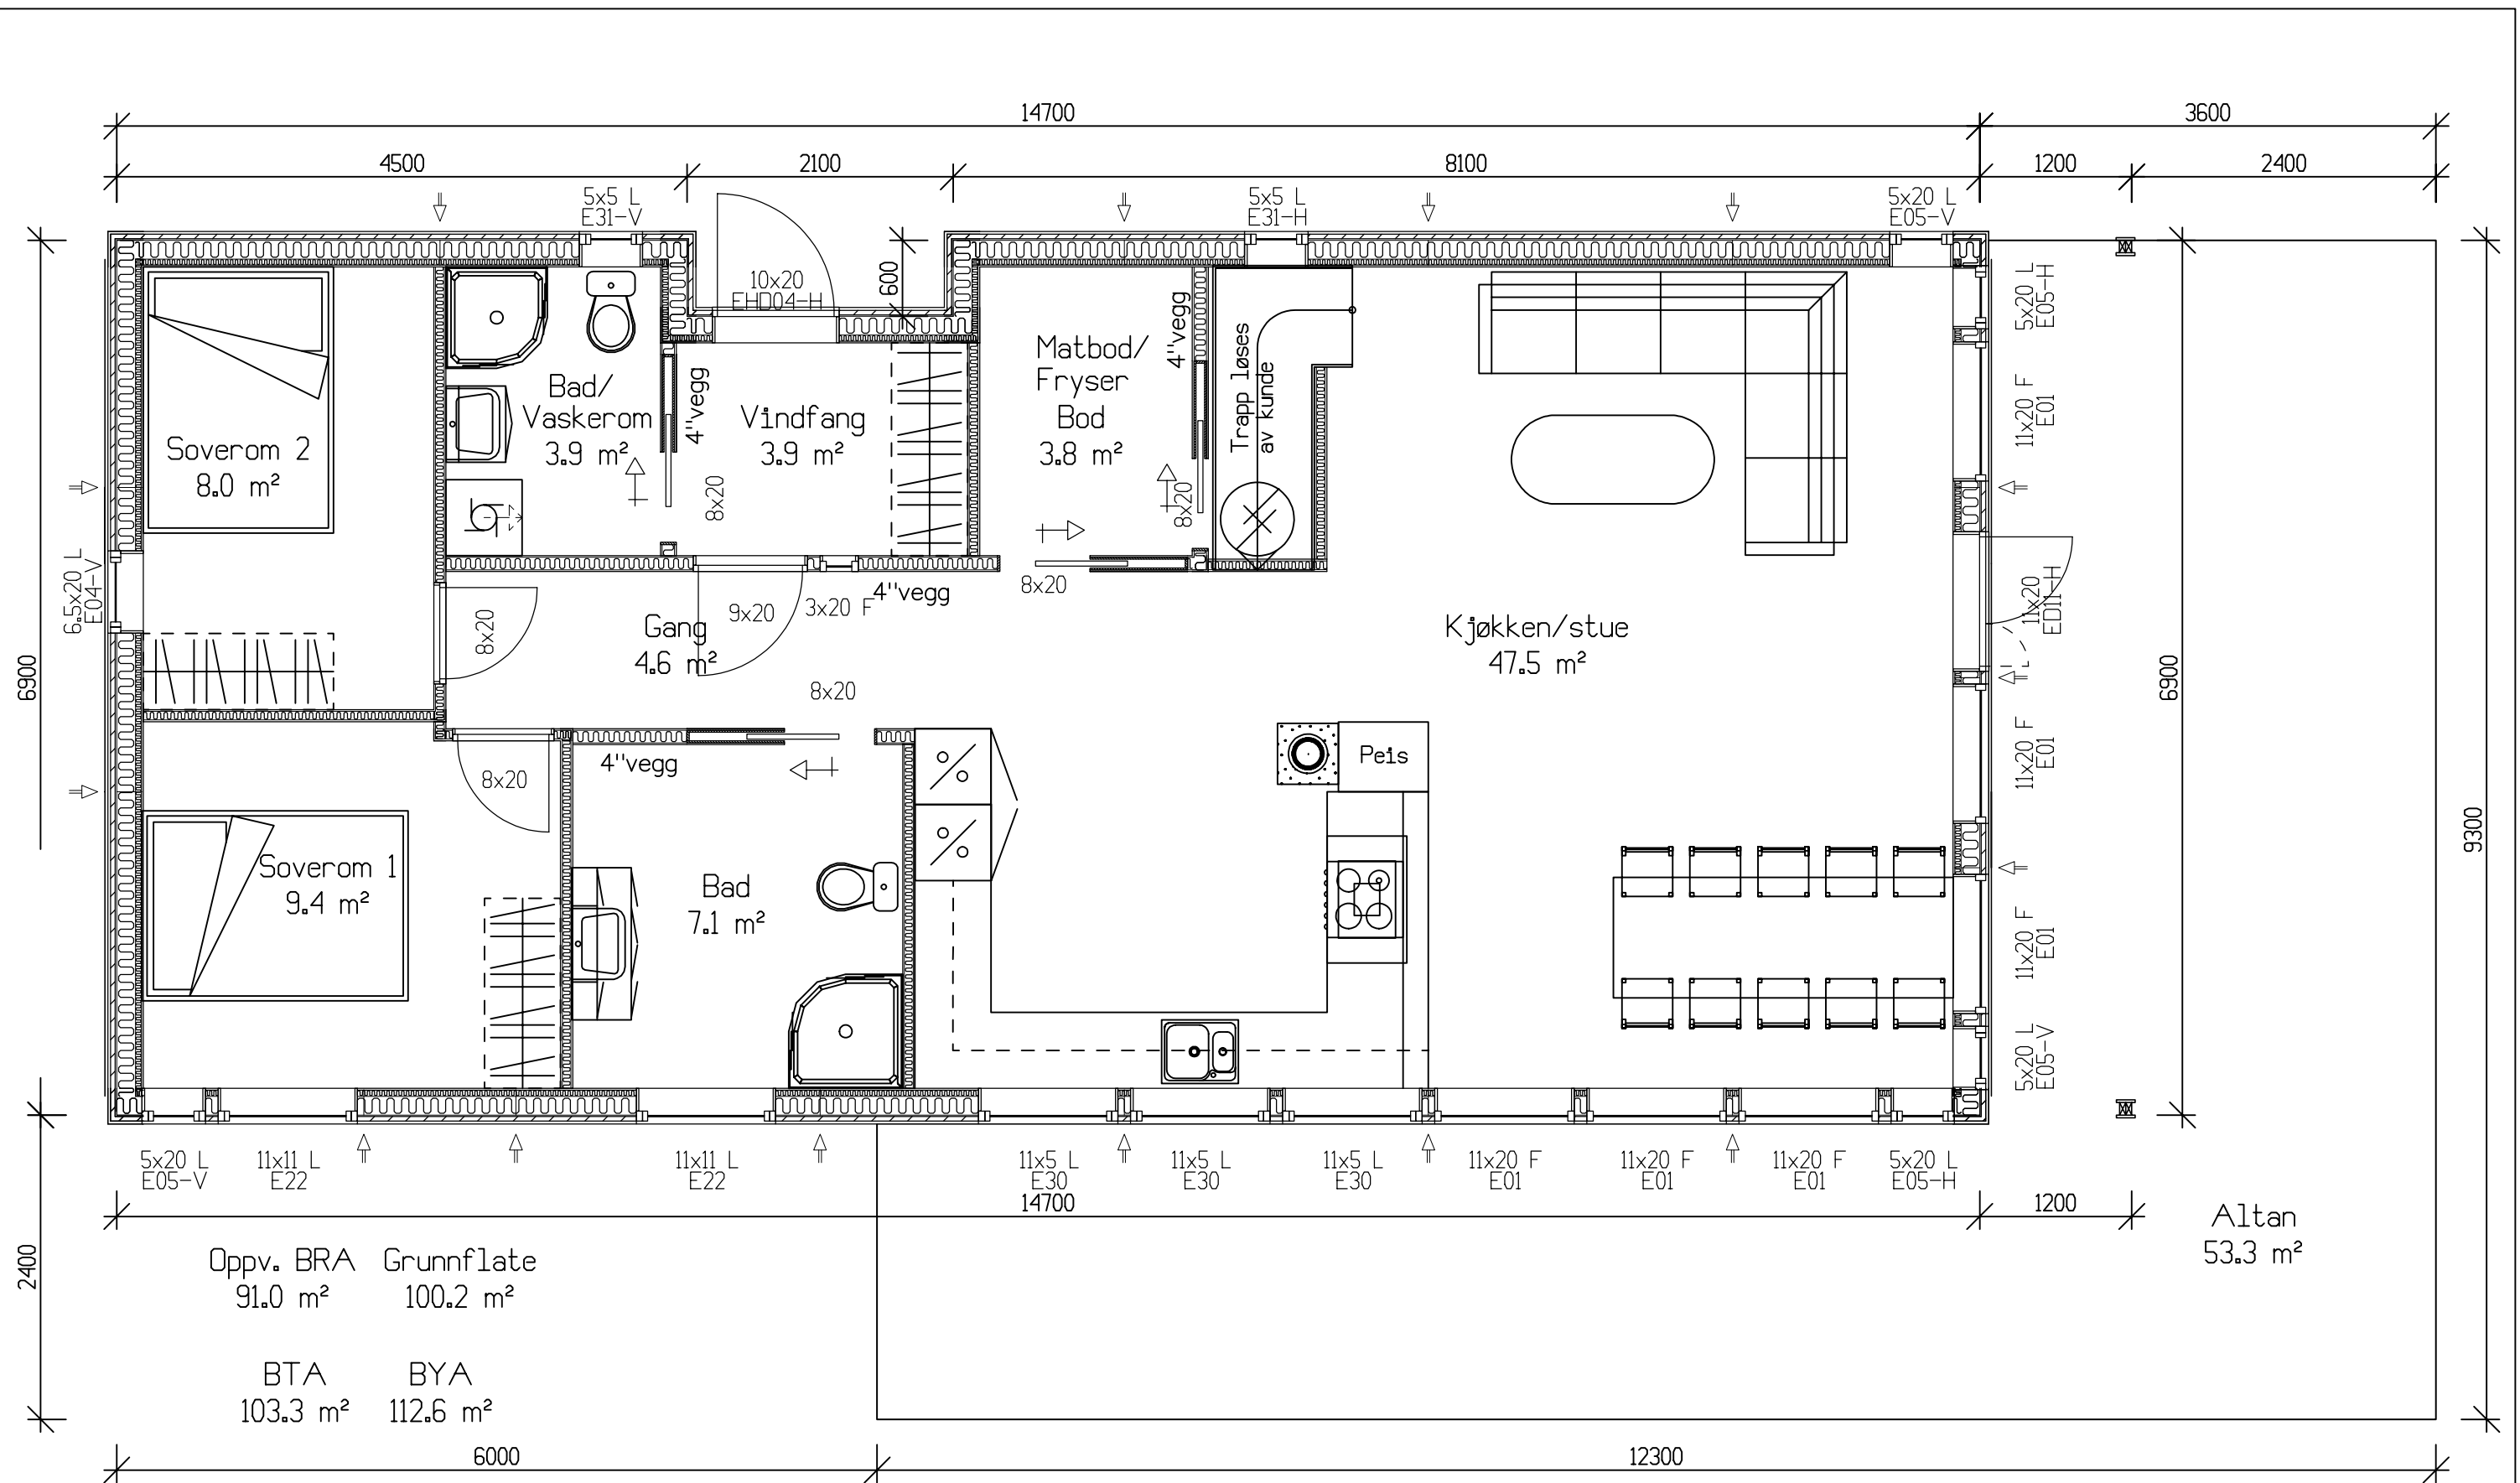 14700
3600
4500
2100
8100
1200
2400
5x5 L
E31-V
5x5 L
E31-H
5x20 L
E05-V
10x20
EHD04-H
600
4"vegg
4"vegg
Trapp løses
av kunde
5x20 L
E05-H
11x20 F
E01
Soverom 2
8.0 m²
Bad/
Vaskerom
3.9 m²
Vindfang
3.9 m²
Matbod/
Fryser
Bod
3.8 m²
8x20
8x20
8x20
6.5x20 L
E04-V
8x20
Gang
4.6 m²
9x20
3x20 F
4"vegg
8x20
Kjøkken/stue
47.5 m²
11x20
ED11-H
6900
6900
9300
4"vegg
8x20
Peis
11x20 F
E01
Soverom 1
9.4 m²
Bad
7.1 m²
11x20 F
E01
5x20 L
E05-V
5x20 L
E05-V
11x11 L
E22
11x11 L
E22
11x5 L
E30
11x5 L
E30
11x5 L
E30
11x20 F
E01
11x20 F
E01
11x20 F
E01
5x20 L
E05-H
14700
1200
2400
Altan
53.3 m²
Oppv. BRA
91.0 m²
Grunnflate
100.2 m²
BTA
103.3 m²
BYA
112.6 m²
6000
12300